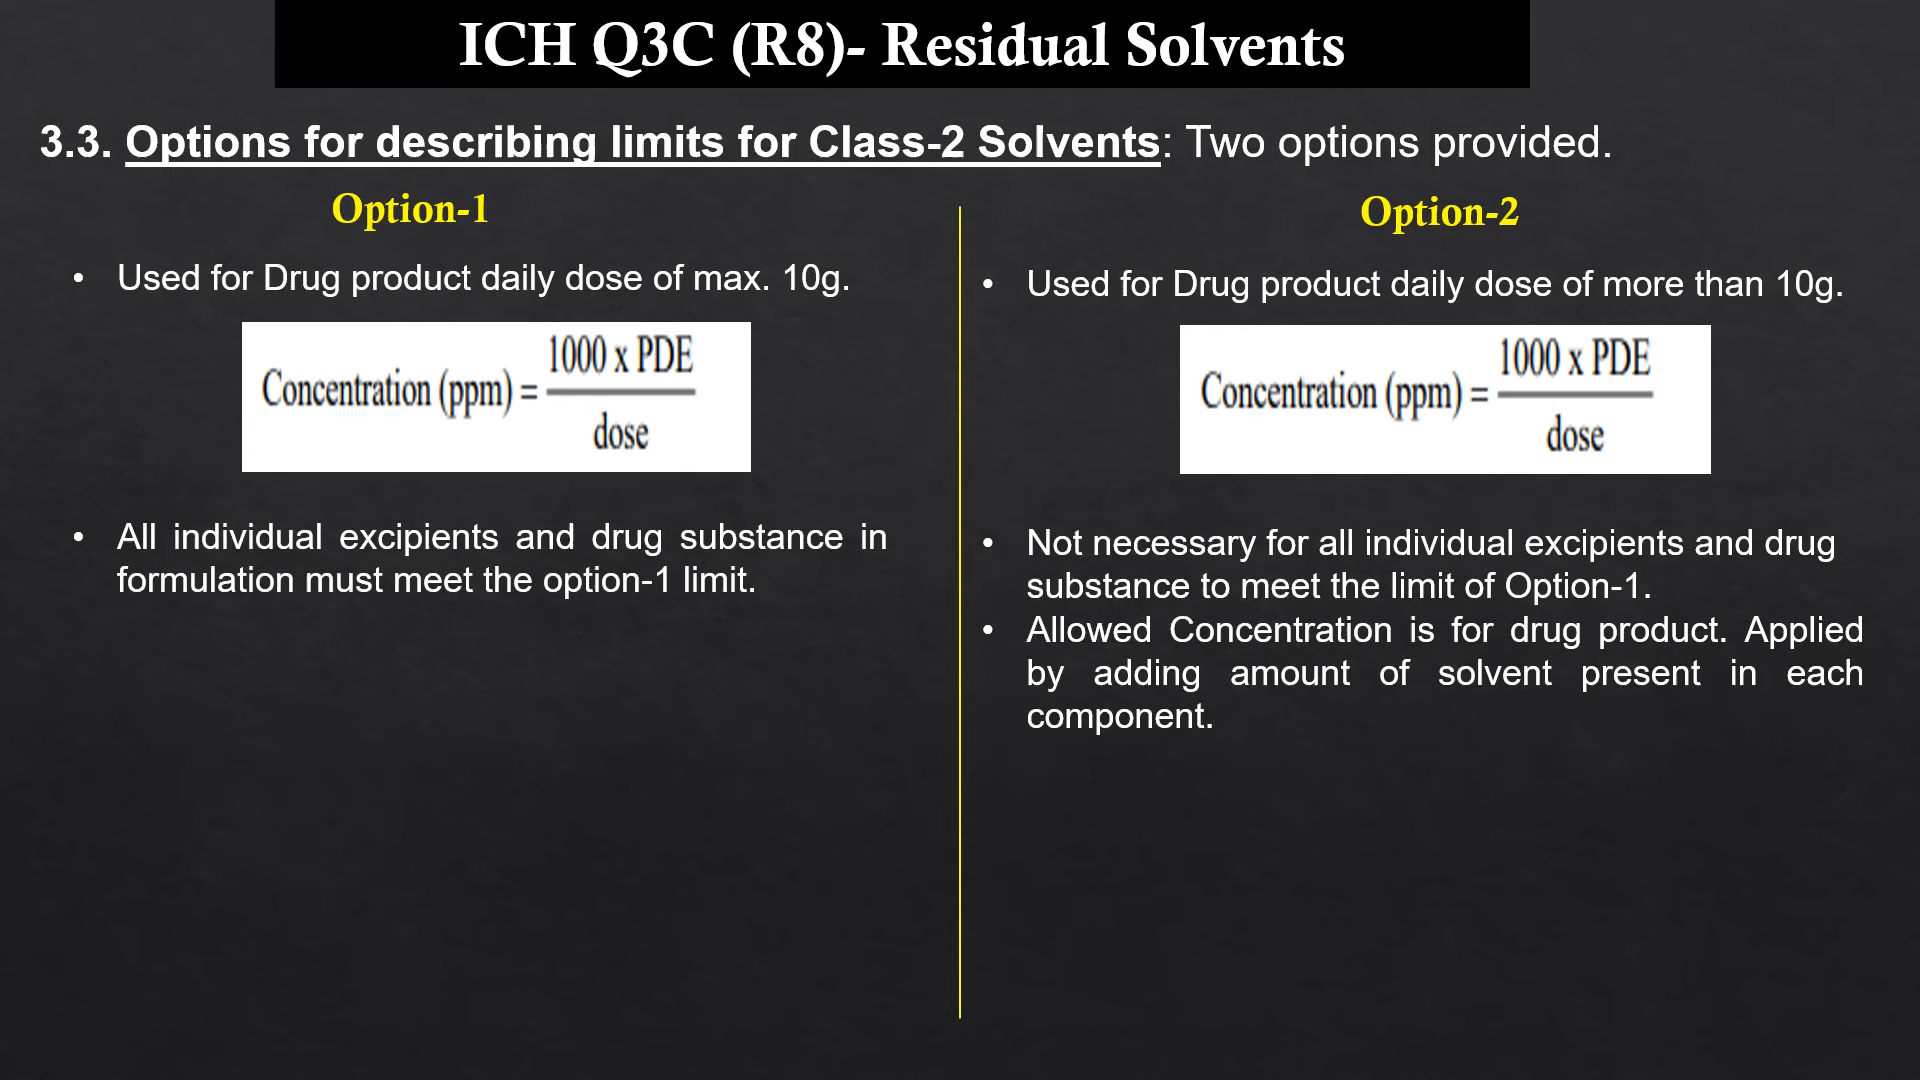 ICH Q3C (R8)- Residual Solvents
3.3. Options for describing limits for Class-2 Solvents: Two options provided.
Option-1
• Used for Drug product daily dose of max. 10g.
Concentration (ppm) = 1000 x PDE
dose
• All individual excipients and drug substance in
formulation must meet the option-1 limit.
Option-2
• Used for Drug product daily dose of more than 10g.
Concentration (ppm) = 1000 x PDE
dose
• Not necessary for all individual excipients and drug
substance to meet the limit of Option-1.
• Allowed Concentration is for drug product. Applied
by adding amount of solvent present in each
component.